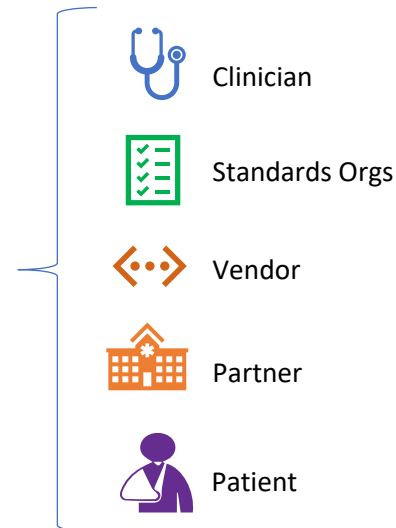 Clinician
Standards Orgs
Vendor
Partner
Patient